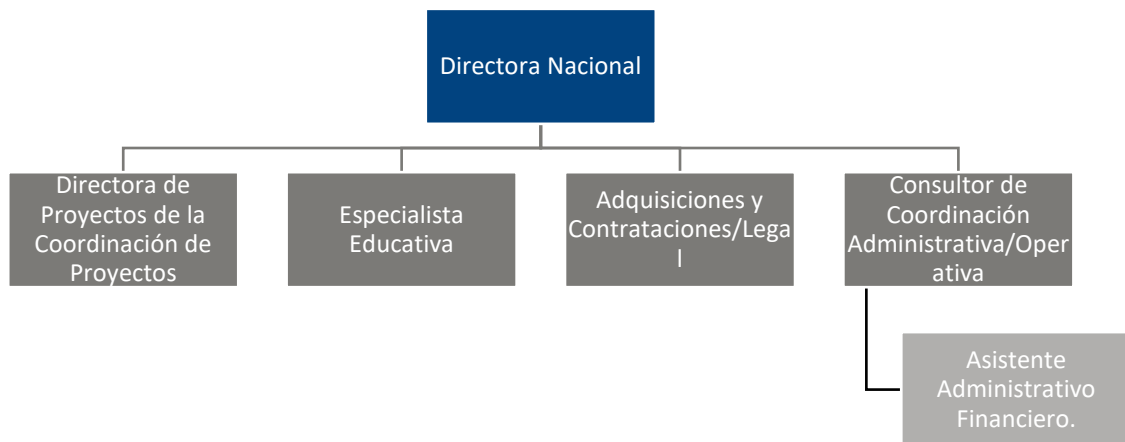 Directora Nacional
Directora de
Proyectos de la
Coordinación de
Proyectos
Especialista
Educativa
Adquisiciones y
Contrataciones/Lega
l
Consultor de
Coordinación
Administrativa/Oper
ativa
Asistente
Administrativo
Financiero.